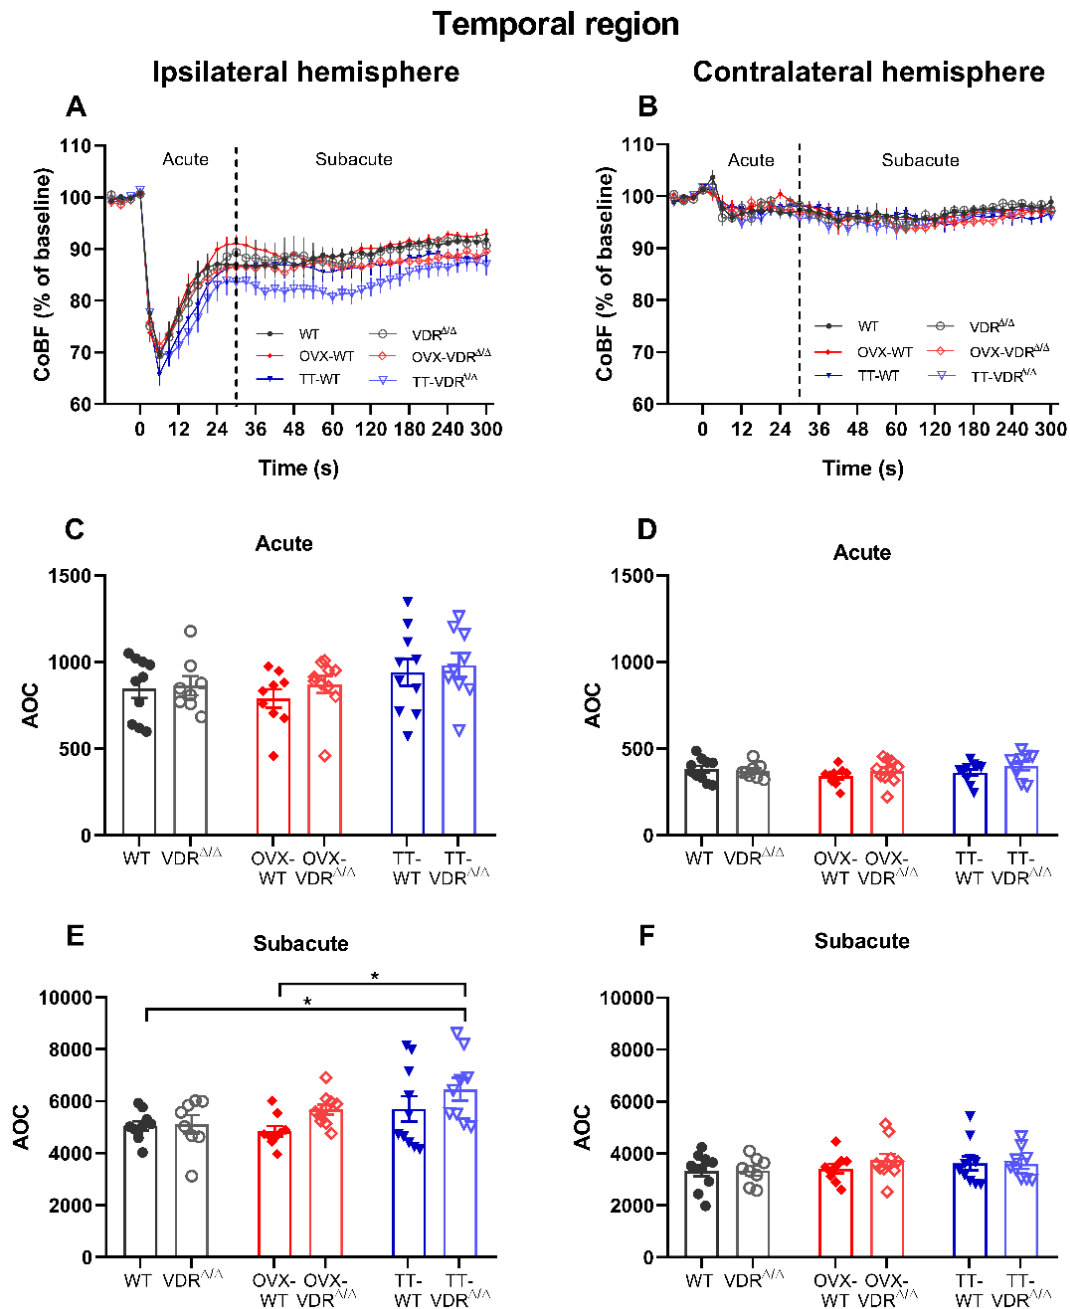 Temporal region
Ipsilateral hemisphere
Contralateral hemisphere
A
CoBF (% of baseline)
110
100
90
80
70
60
Acute
Subacute
WT
VDR^Δ/Δ
OVX-WT
OVX-VDR^Δ/Δ
TT-WT
TT-VDR^Δ/Δ
0 12 24 36 48 60 120 180 240 300
Time (s)
B
CoBF (% of baseline)
110
100
90
80
70
60
Acute
Subacute
WT
VDR^Δ/Δ
OVX-WT
OVX-VDR^Δ/Δ
TT-WT
TT-VDR^Δ/Δ
0 12 24 36 48 60 120 180 240 300
Time (s)
C
Acute
AOC
1500
1000
500
0
WT VDR^Δ/Δ OVX- OVX- TT- TT-
WT VDR^Δ/Δ WT VDR^Δ/Δ
D
Acute
AOC
1500
1000
500
0
WT VDR^Δ/Δ OVX- OVX- TT- TT-
WT VDR^Δ/Δ WT VDR^Δ/Δ
E
Subacute
*
*
AOC
10000
8000
6000
4000
2000
0
WT VDR^Δ/Δ OVX- OVX- TT- TT-
WT VDR^Δ/Δ WT VDR^Δ/Δ
F
Subacute
AOC
10000
8000
6000
4000
2000
0
WT VDR^Δ/Δ OVX- OVX- TT- TT-
WT VDR^Δ/Δ WT VDR^Δ/Δ